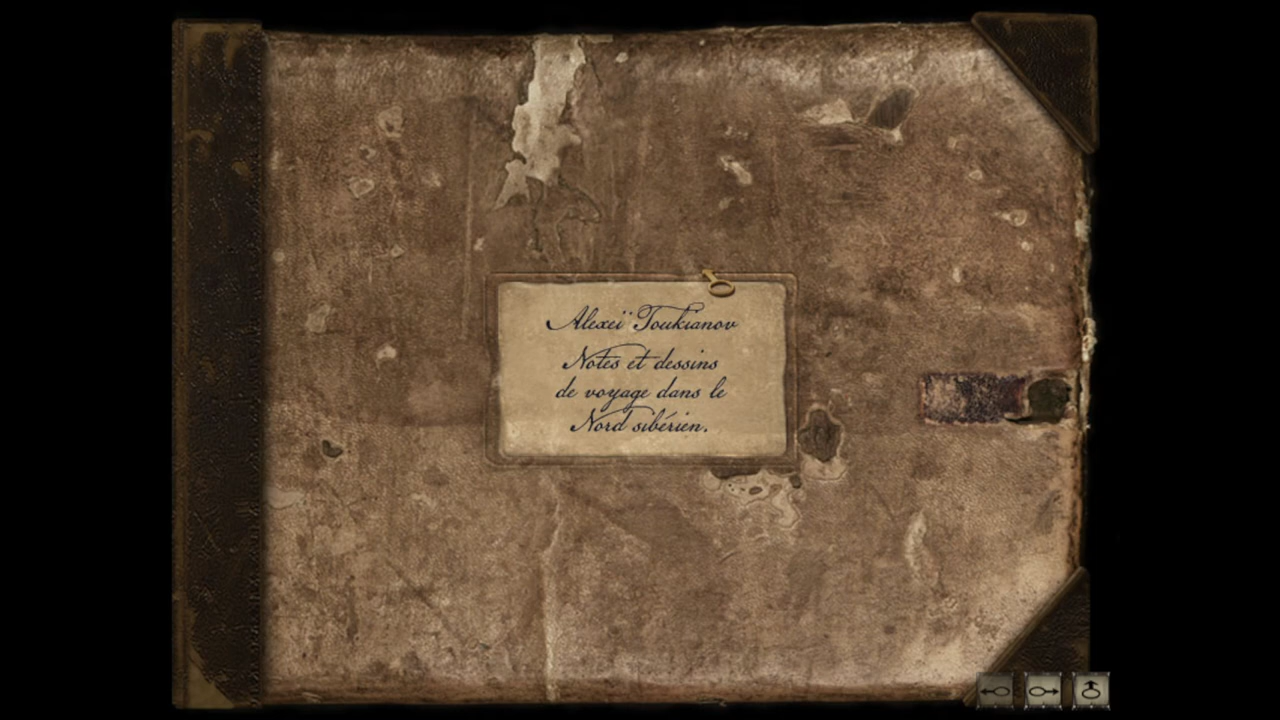 Alexeï Toukianov
Notes et dessins
de voyage dans le
Nord sibérien.